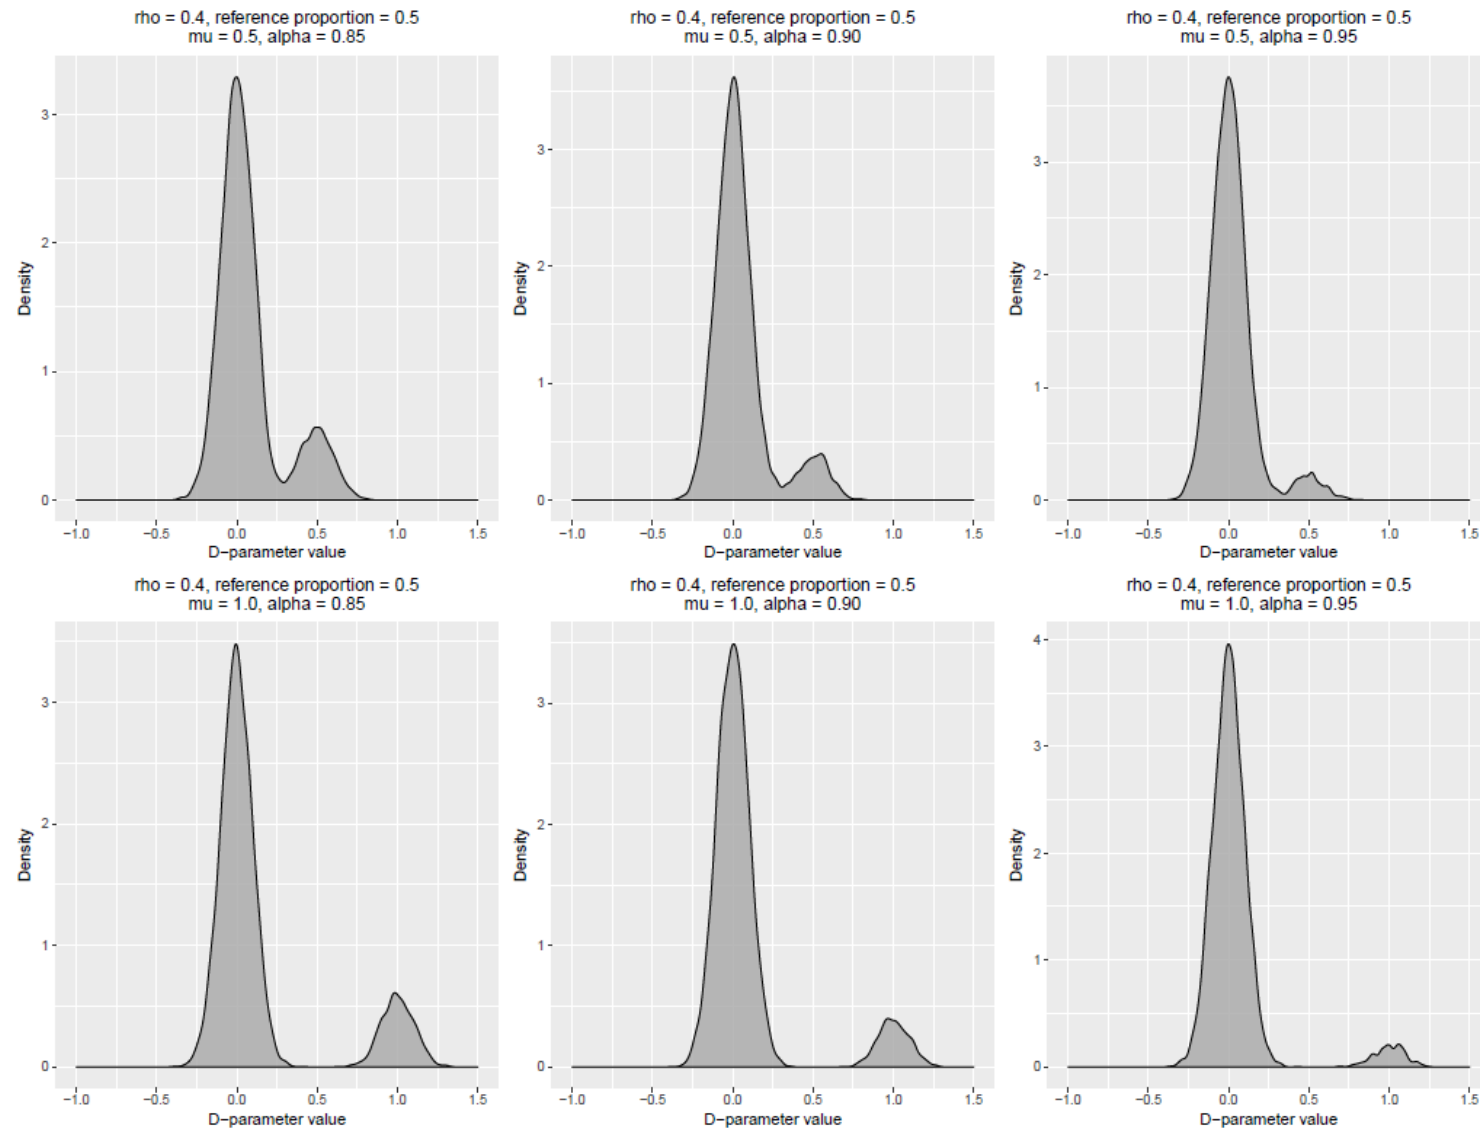 rho = 0.4, reference proportion = 0.5
mu = 0.5, alpha = 0.85
3
2
1
0
Density
−1.0 −0.5 0.0 0.5 1.0 1.5
D−parameter value
rho = 0.4, reference proportion = 0.5
mu = 0.5, alpha = 0.90
3
2
1
0
Density
−1.0 −0.5 0.0 0.5 1.0 1.5
D−parameter value
rho = 0.4, reference proportion = 0.5
mu = 0.5, alpha = 0.95
3
2
1
0
Density
−1.0 −0.5 0.0 0.5 1.0 1.5
D−parameter value
rho = 0.4, reference proportion = 0.5
mu = 1.0, alpha = 0.85
3
2
1
0
Density
−1.0 −0.5 0.0 0.5 1.0 1.5
D−parameter value
rho = 0.4, reference proportion = 0.5
mu = 1.0, alpha = 0.90
3
2
1
0
Density
−1.0 −0.5 0.0 0.5 1.0 1.5
D−parameter value
rho = 0.4, reference proportion = 0.5
mu = 1.0, alpha = 0.95
4
3
2
1
0
Density
−1.0 −0.5 0.0 0.5 1.0 1.5
D−parameter value